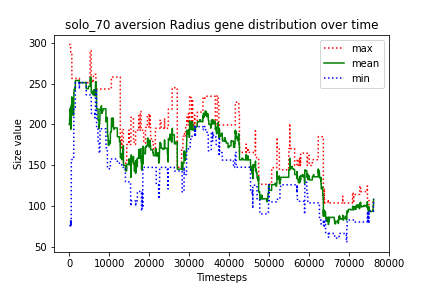 solo_70 aversion Radius gene distribution over time
Size value
300
250
200
150
100
50
max
mean
min
0 10000 20000 30000 40000 50000 60000 70000 80000
Timesteps